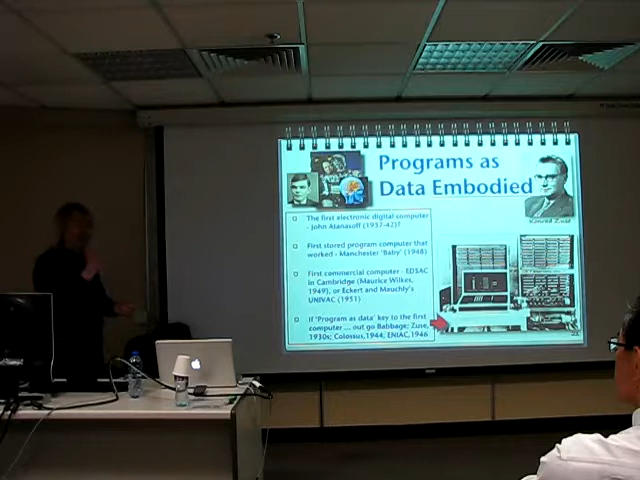 Programs as
Data Embodied
Konrad Zuse
The first electronic digital computer
- John Atanasoff (1937-42)?
First stored program computer that
worked - Manchester 'Baby' (1948)
First commercial computer - EDSAC
in Cambridge (Maurice Wilkes,
1949), or Eckert and Mauchly's
UNIVAC (1951)
If 'Program as data' key to the first
computer ... out go Babbage; Zuse,
1930s; Colossus,1944, ENIAC,1946